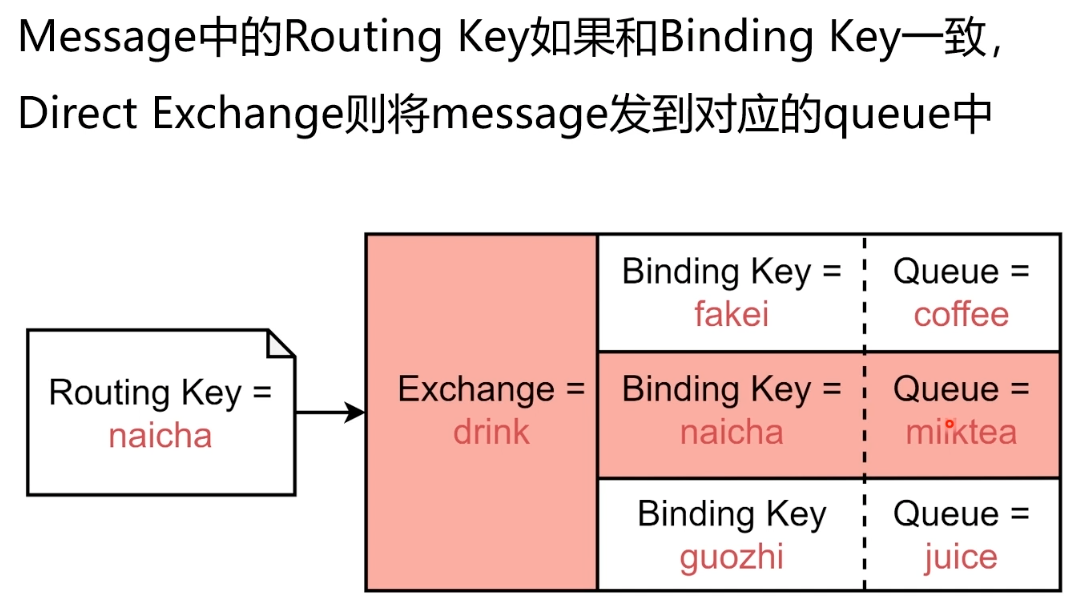 Message中的Routing Key如果和Binding Key一致，
Direct Exchange则将message发到对应的queue中
Routing Key =
naicha
Exchange =
drink
Binding Key =
fakei
Queue =
coffee
Binding Key =
naicha
Queue =
milktea
Binding Key
guozhi
Queue =
juice